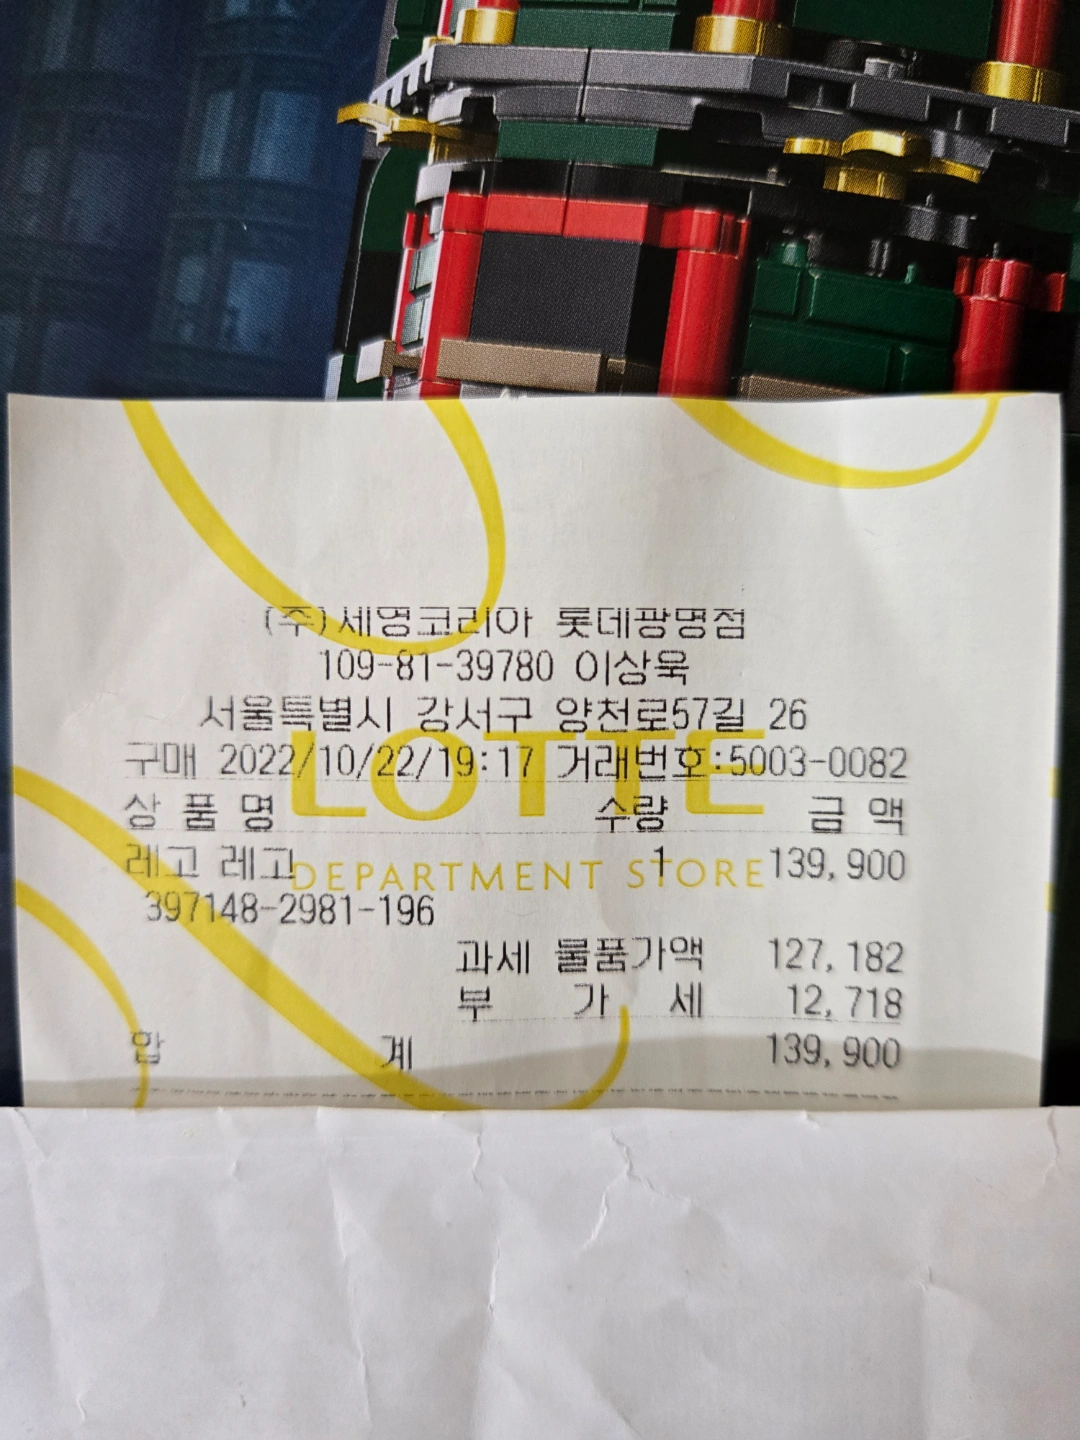 (주)세영코리아 롯데광명점
109-81-39780 이상욱
서울특별시 강서구 양천로57길 26
구매 2022/10/22/19:17 거래번호:5003-0082
LOTTE
상 품 명 수량 금 액
레고 레고 1 139,900
DEPARTMENT STORE
397148-2981-196
과세 물품가액 127,182
부 가 세 12,718
합 계 139,900